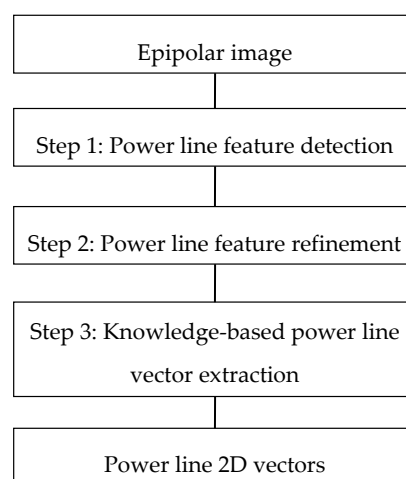 Epipolar image
Step 1: Power line feature detection
Step 2: Power line feature refinement
Step 3: Knowledge-based power line
vector extraction
Power line 2D vectors